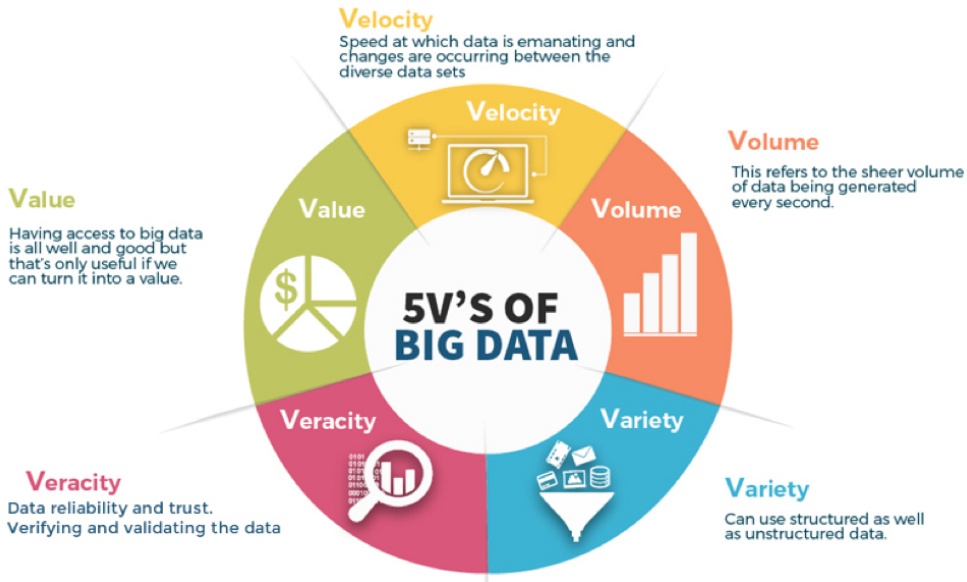 Velocity
Speed at which data is emanating and
changes are occurring between the
diverse data sets
Velocity
Volume
This refers to the sheer volume
of data being generated
every second.
Value
Having access to big data
is all well and good but
that's only useful if we
can turn it into a value.
Value
Volume
$
5V'S OF
BIG DATA
Veracity
Variety
Veracity
Data reliability and trust.
Verifying and validating the data
Variety
Can use structured as well
as unstructured data.